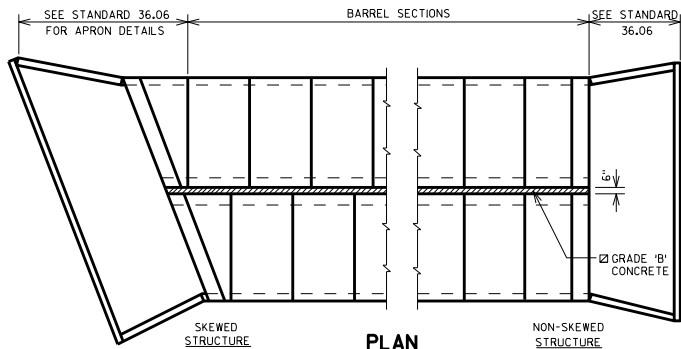 SEE STANDARD 36.06
FOR APRON DETAILS
BARREL SECTIONS
SEE STANDARD
36.06
6"
GRADE 'B'
CONCRETE
SKEWED
STRUCTURE
PLAN
NON-SKEWED
STRUCTURE